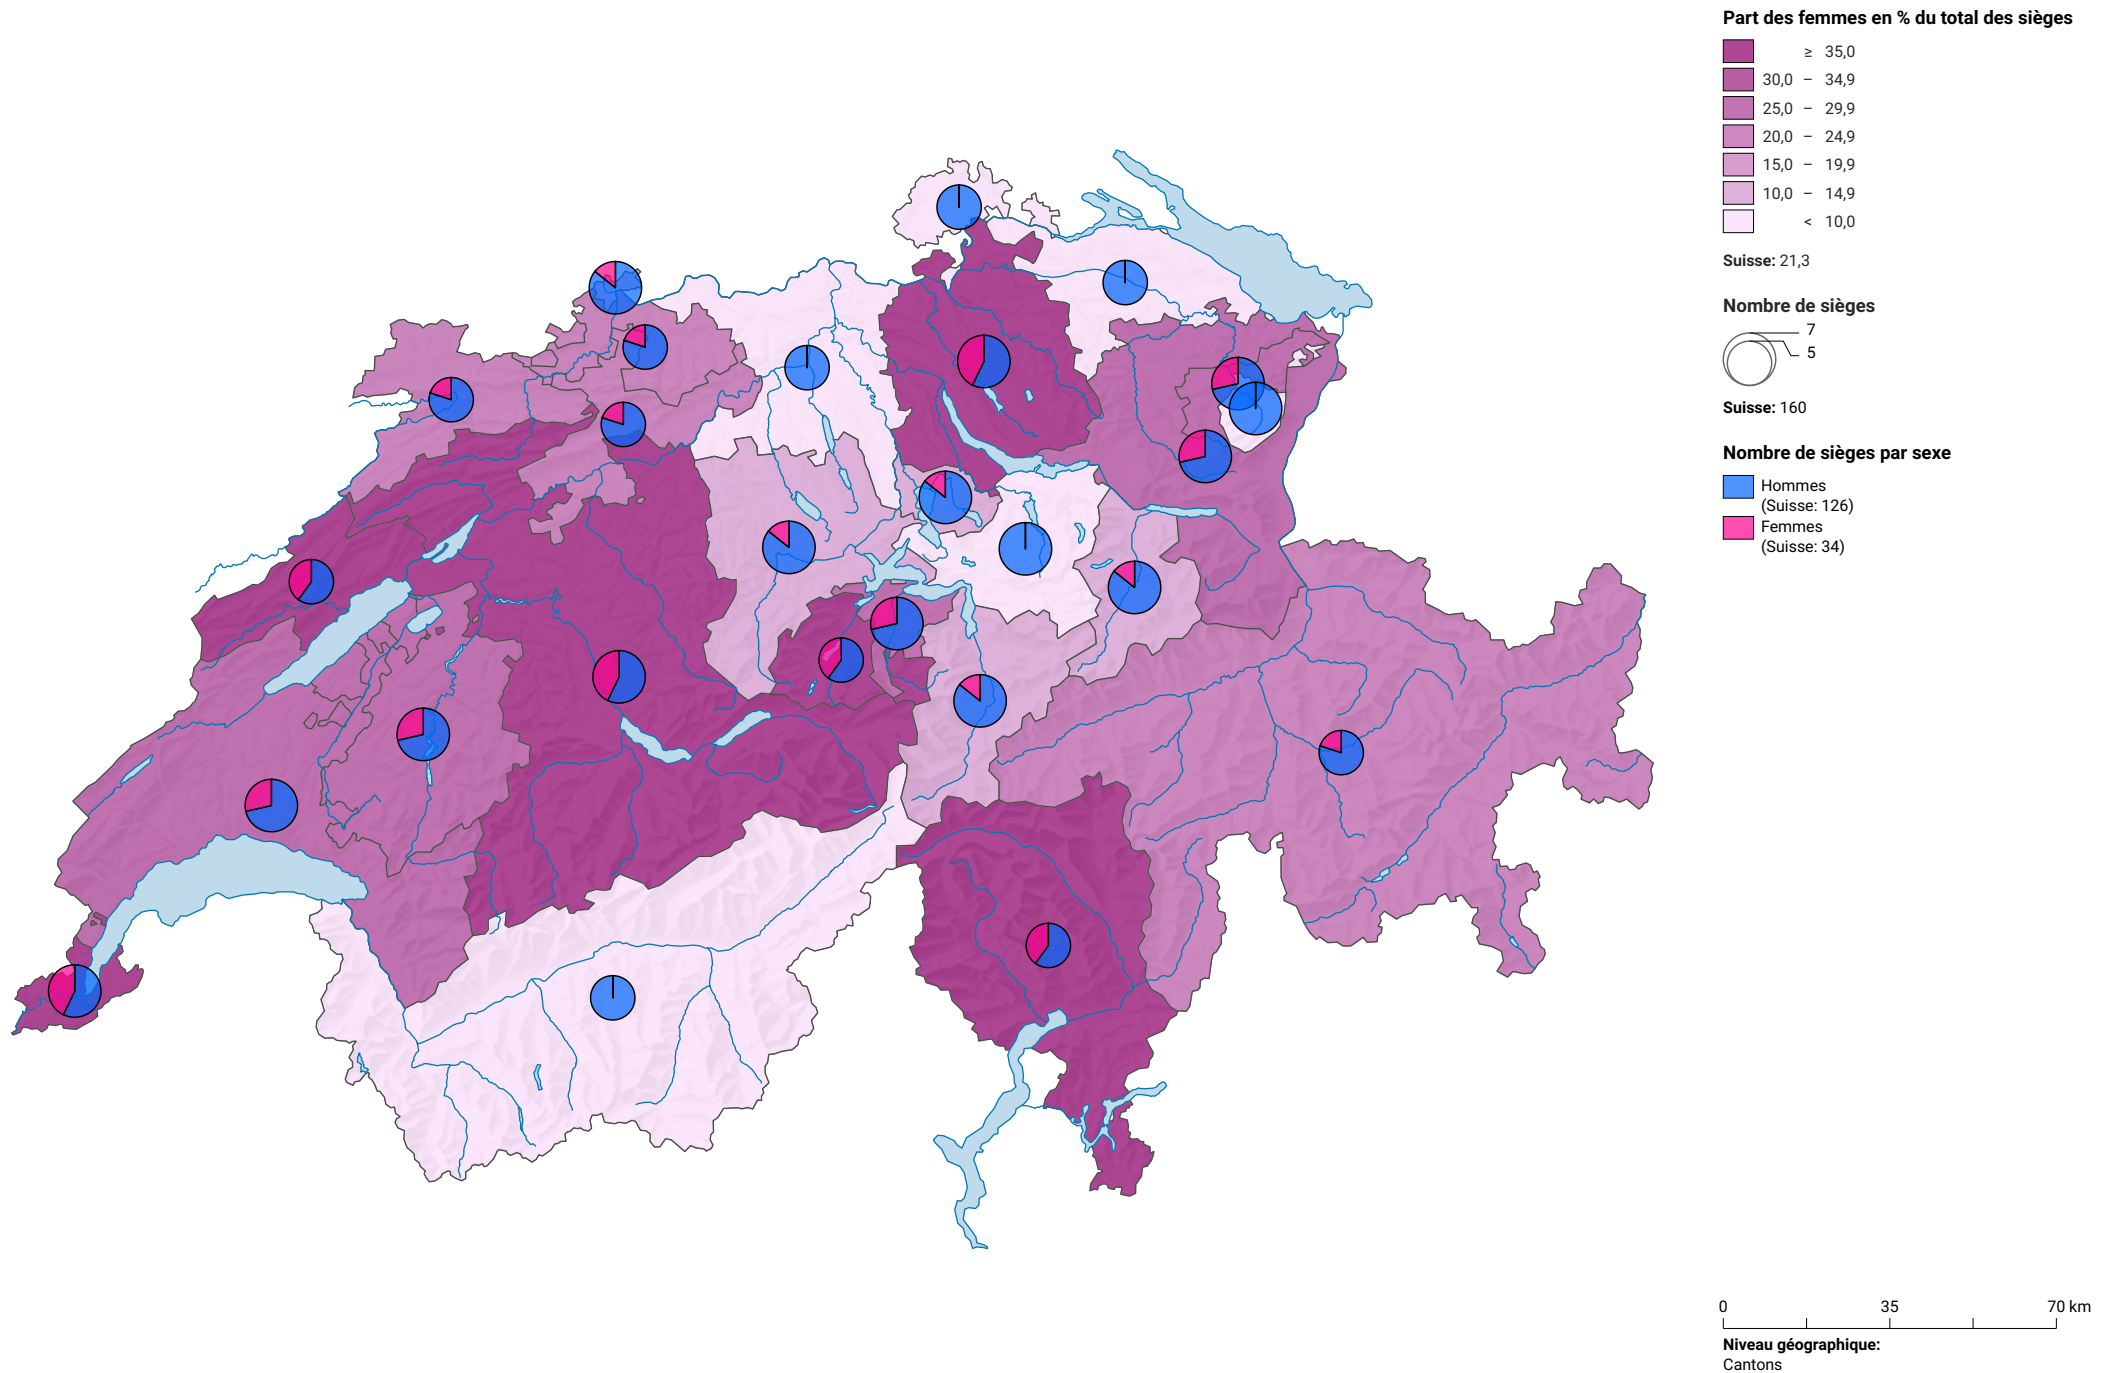 Part des femmes en % du total des sièges
≥ 35,0
30,0 – 34,9
25,0 – 29,9
20,0 – 24,9
15,0 – 19,9
10,0 – 14,9
< 10,0
Suisse: 21,3
Nombre de sièges
7
5
Suisse: 160
Nombre de sièges par sexe
Hommes
(Suisse: 126)
Femmes
(Suisse: 34)
0 35 70 km
Niveau géographique:
Cantons